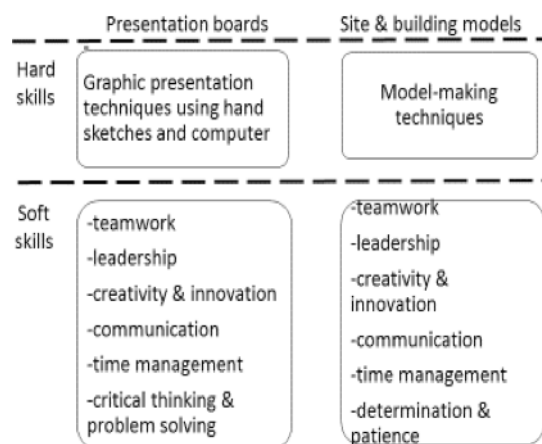 Presentation boards
Site & building models
Hard
skills
Graphic presentation
techniques using hand
sketches and computer
Model-making
techniques
Soft
skills
-teamwork
-leadership
-creativity & innovation
-communication
-time management
-critical thinking &
problem solving
-teamwork
-leadership
-creativity &
innovation
-communication
-time management
-determination &
patience